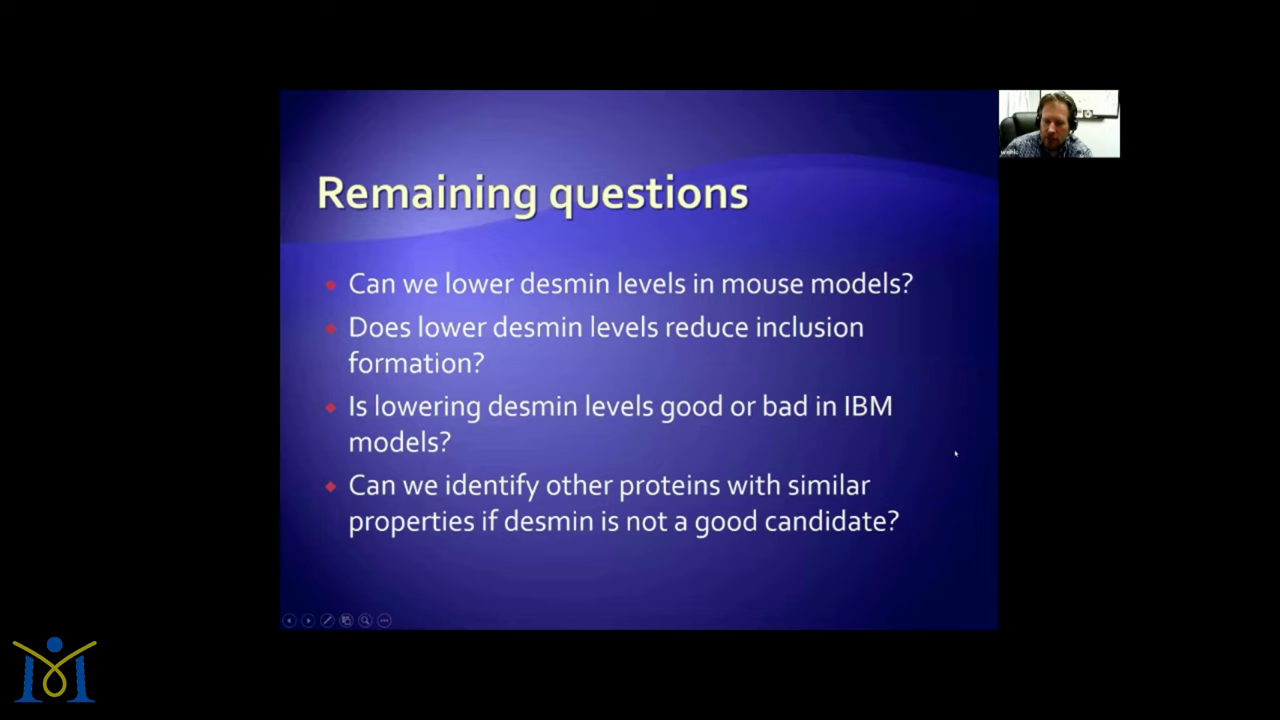 Remaining questions
Can we lower desmin levels in mouse models?
Does lower desmin levels reduce inclusion
formation?
Is lowering desmin levels good or bad in IBM
models?
Can we identify other proteins with similar
properties if desmin is not a good candidate?